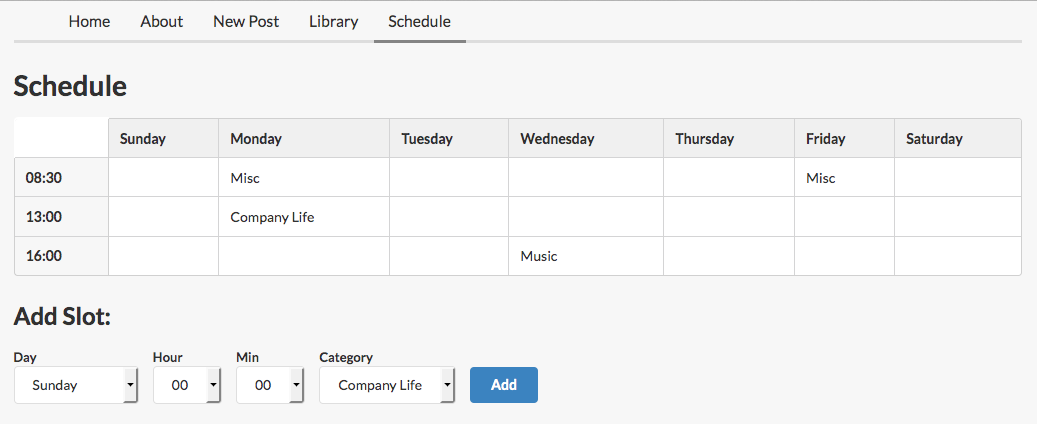 Home About New Post Library Schedule
Schedule
Sunday Monday Tuesday Wednesday Thursday Friday Saturday
08:30 Misc Misc
13:00 Company Life
16:00 Music
Add Slot:
Day Hour Min Category
Sunday 00 00 Company Life Add